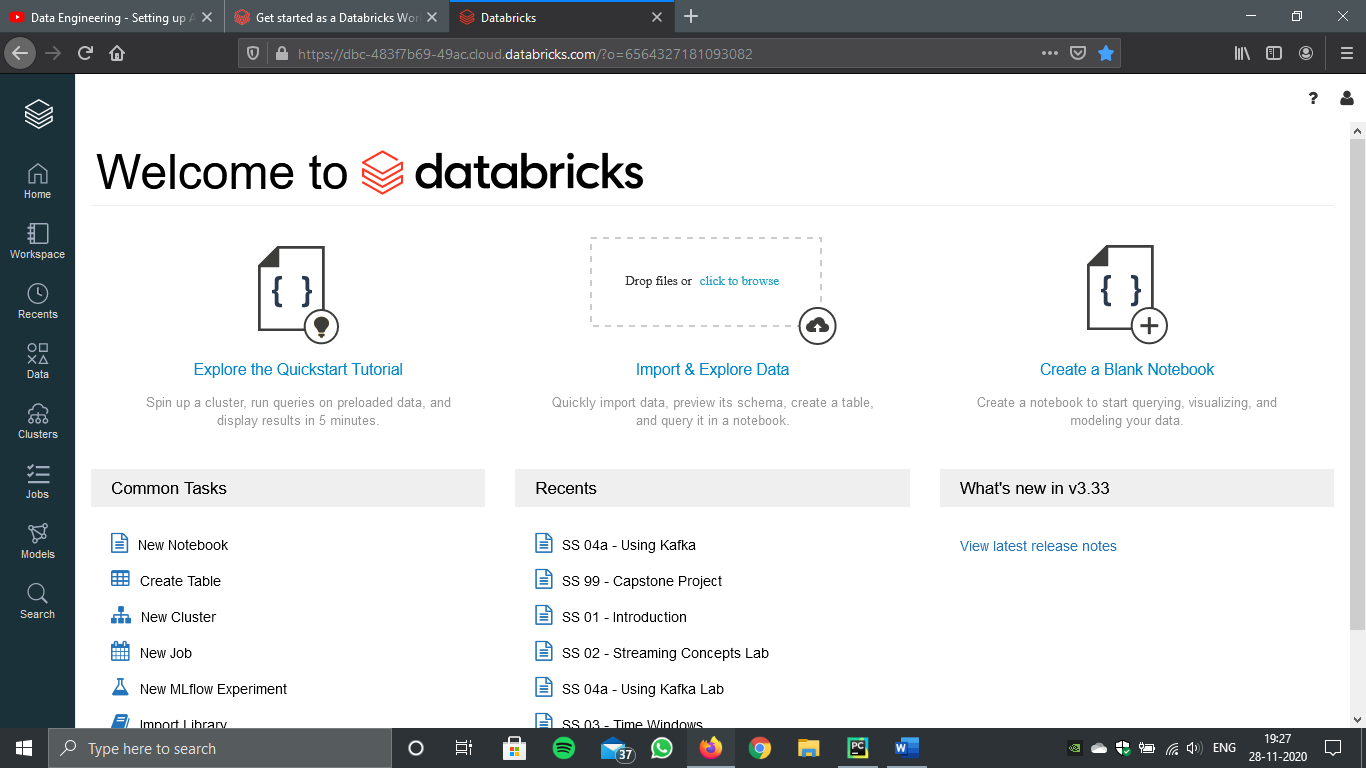 Data Engineering - Setting up A
Get started as a Databricks Wor
Databricks
https://dbc-483f7b69-49ac.cloud.databricks.com/?o=6564327181093082
Home
Workspace
Recents
Data
Clusters
Jobs
Models
Search
?
Welcome to databricks
{ }
Drop files or click to browse
{ }
Explore the Quickstart Tutorial
Spin up a cluster, run queries on preloaded data, and
display results in 5 minutes.
Import & Explore Data
Quickly import data, preview its schema, create a table,
and query it in a notebook.
Create a Blank Notebook
Create a notebook to start querying, visualizing, and
modeling your data.
Common Tasks
New Notebook
Create Table
New Cluster
New Job
New MLflow Experiment
Import Library
Recents
SS 04a - Using Kafka
SS 99 - Capstone Project
SS 01 - Introduction
SS 02 - Streaming Concepts Lab
SS 04a - Using Kafka Lab
SS 03 - Time Windows
What's new in v3.33
View latest release notes
Type here to search
37
PC
W
ENG
19:27
28-11-2020